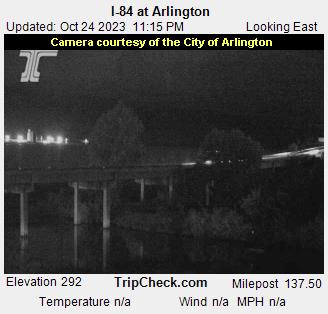 I-84 at Arlington
Updated: Oct 24 2023 11:15 PM Looking East
Camera courtesy of the City of Arlington
Elevation 292 TripCheck.com Milepost 137.50
Temperature n/a Wind n/a MPH n/a